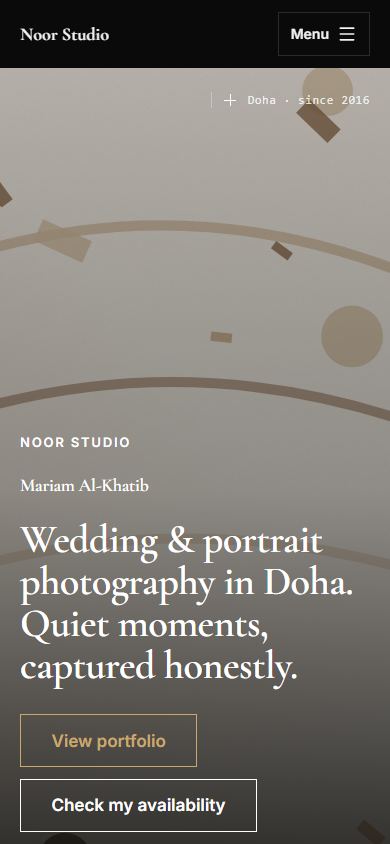 Noor Studio
Menu
Doha · since 2016
NOOR STUDIO
Mariam Al-Khatib
Wedding & portrait
photography in Doha.
Quiet moments,
captured honestly.
View portfolio
Check my availability